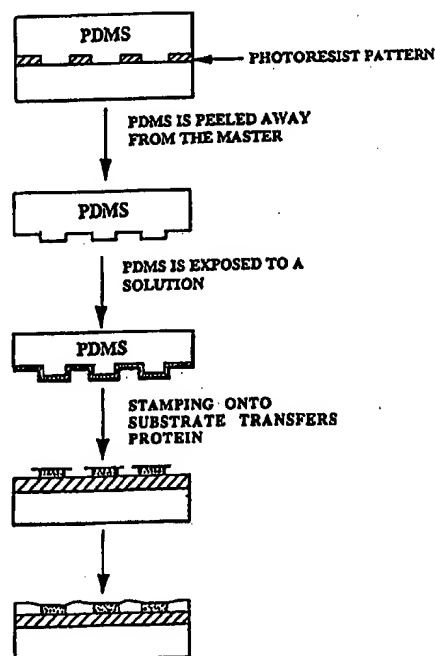 PDMS
PHOTORESIST PATTERN
PDMS IS PEELED AWAY
FROM THE MASTER
PDMS
PDMS IS EXPOSED TO A
SOLUTION
PDMS
STAMPING ONTO
SUBSTRATE TRANSFERS
PROTEIN